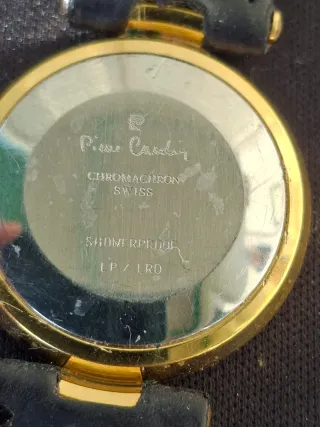 Pierre Cardin
CHROMACHRON
SWISS
SHOWERPROOF
LP / LRD